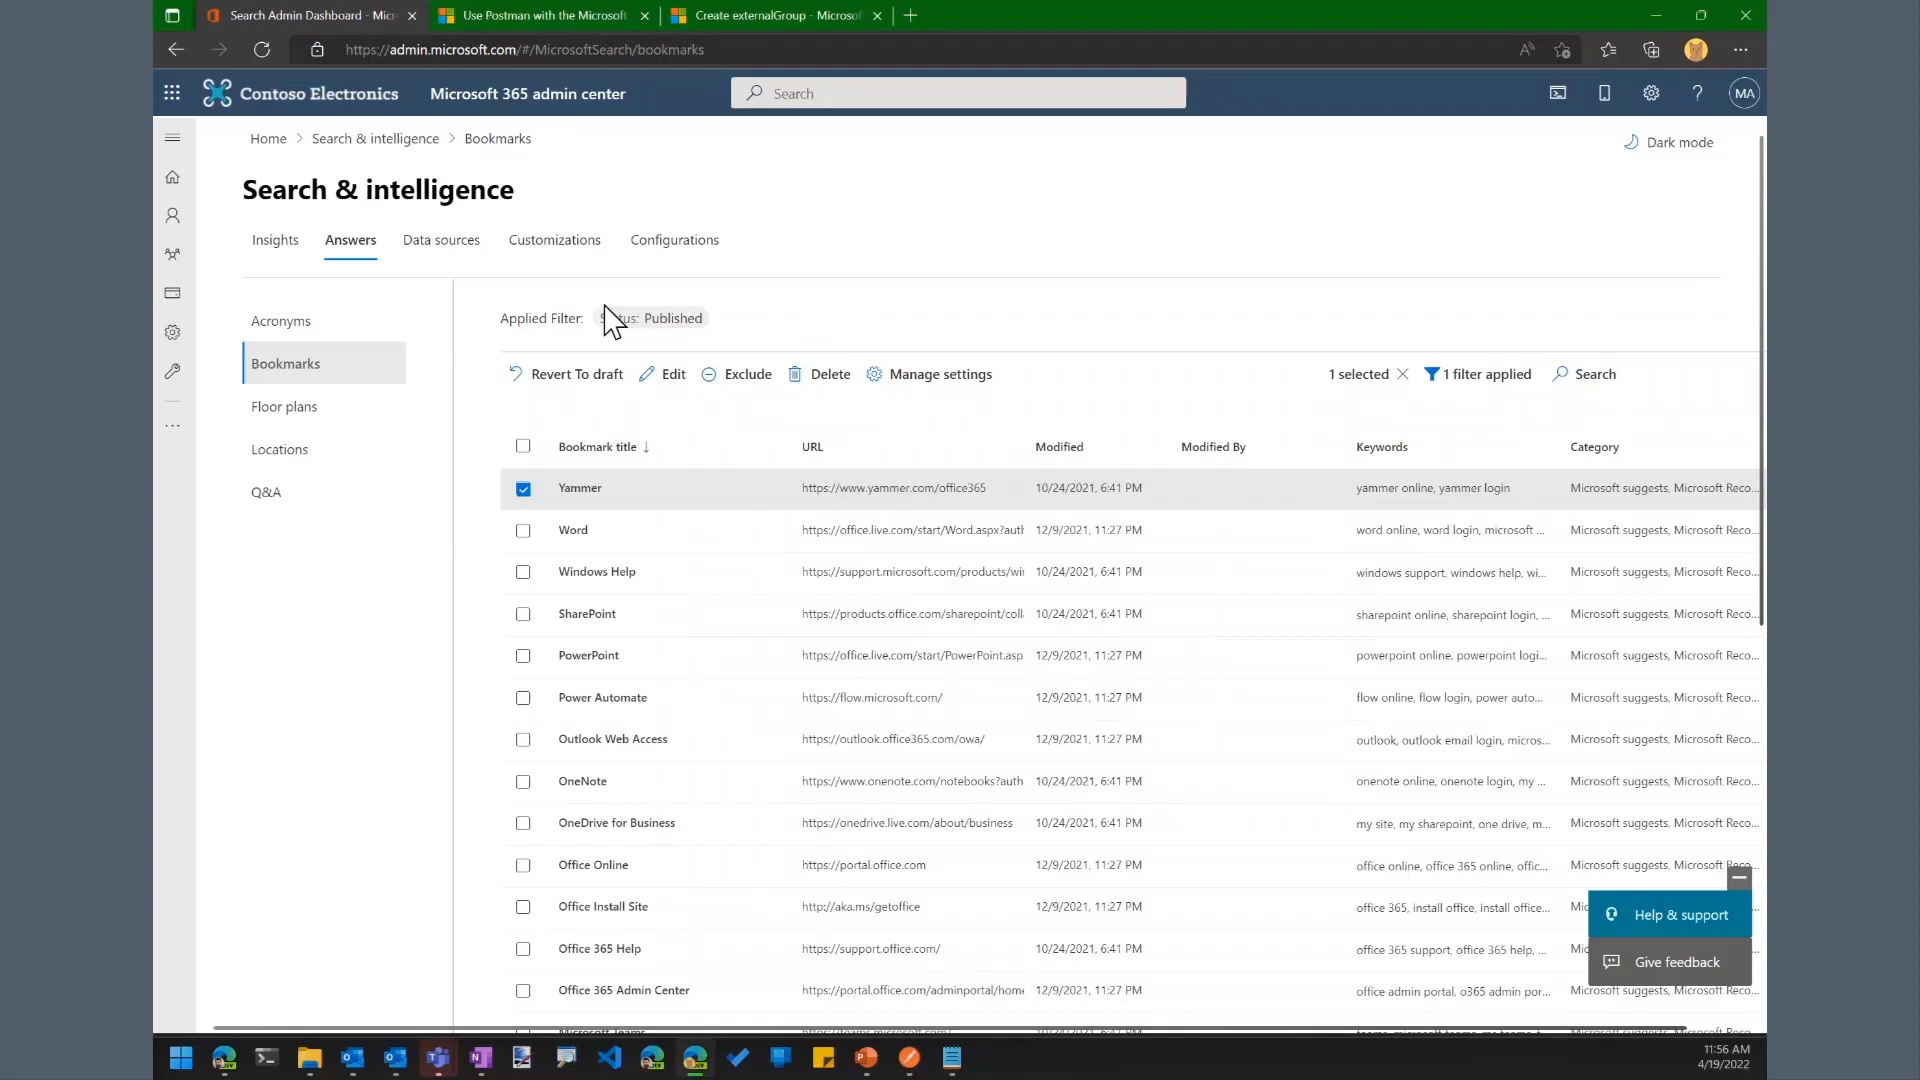 Search Admin Dashboard - Micr
Use Postman with the Microsoft
Create externalGroup - Microsof
https://admin.microsoft.com/#/MicrosoftSearch/bookmarks
Contoso Electronics
Microsoft 365 admin center
Search
MA
Home > Search & intelligence > Bookmarks
Dark mode
Search & intelligence
Insights Answers Data sources Customizations Configurations
Acronyms
Bookmarks
Floor plans
Locations
Q&A
Applied Filter: Published
Revert To draft Edit Exclude Delete Manage settings 1 selected 1 filter applied Search
Bookmark title ↓ URL Modified Modified By Keywords Category
Yammer https://www.yammer.com/office365 10/24/2021, 6:41 PM yammer online, yammer login Microsoft suggests, Microsoft Reco...
Word https://office.live.com/start/Word.aspx?auth 12/9/2021, 11:27 PM word online, word login, microsoft ... Microsoft suggests, Microsoft Reco...
Windows Help https://support.microsoft.com/products/wir 10/24/2021, 6:41 PM windows support, windows help, wi... Microsoft suggests, Microsoft Reco...
SharePoint https://products.office.com/sharepoint/coll 10/24/2021, 6:41 PM sharepoint online, sharepoint login, ... Microsoft suggests, Microsoft Reco...
PowerPoint https://office.live.com/start/PowerPoint.asp 12/9/2021, 11:27 PM powerpoint online, powerpoint logi... Microsoft suggests, Microsoft Reco...
Power Automate https://flow.microsoft.com/ 12/9/2021, 11:27 PM flow online, flow login, power auto... Microsoft suggests, Microsoft Reco...
Outlook Web Access https://outlook.office365.com/owa/ 12/9/2021, 11:27 PM outlook, outlook email login, micros... Microsoft suggests, Microsoft Reco...
OneNote https://www.onenote.com/notebooks?auth 10/24/2021, 6:41 PM onenote online, onenote login, my ... Microsoft suggests, Microsoft Reco...
OneDrive for Business https://onedrive.live.com/about/business 10/24/2021, 6:41 PM my site, my sharepoint, one drive, m... Microsoft suggests, Microsoft Reco...
Office Online https://portal.office.com 12/9/2021, 11:27 PM office online, office 365 online, offic... Microsoft suggests, Microsoft Reco...
Office Install Site http://aka.ms/getoffice 12/9/2021, 11:27 PM office 365, install office, install office... Mic
Office 365 Help https://support.office.com/ 10/24/2021, 6:41 PM office 365 support, office 365 help, ... Mic
Office 365 Admin Center https://portal.office.com/adminportal/home 12/9/2021, 11:27 PM office admin portal, o365 admin por... Microsoft suggests, Microsoft Reco...
Microsoft Teams https://teams.microsoft.com/ 10/24/2021, 6:41 PM
Help & support
Give feedback
11:56 AM
4/19/2022